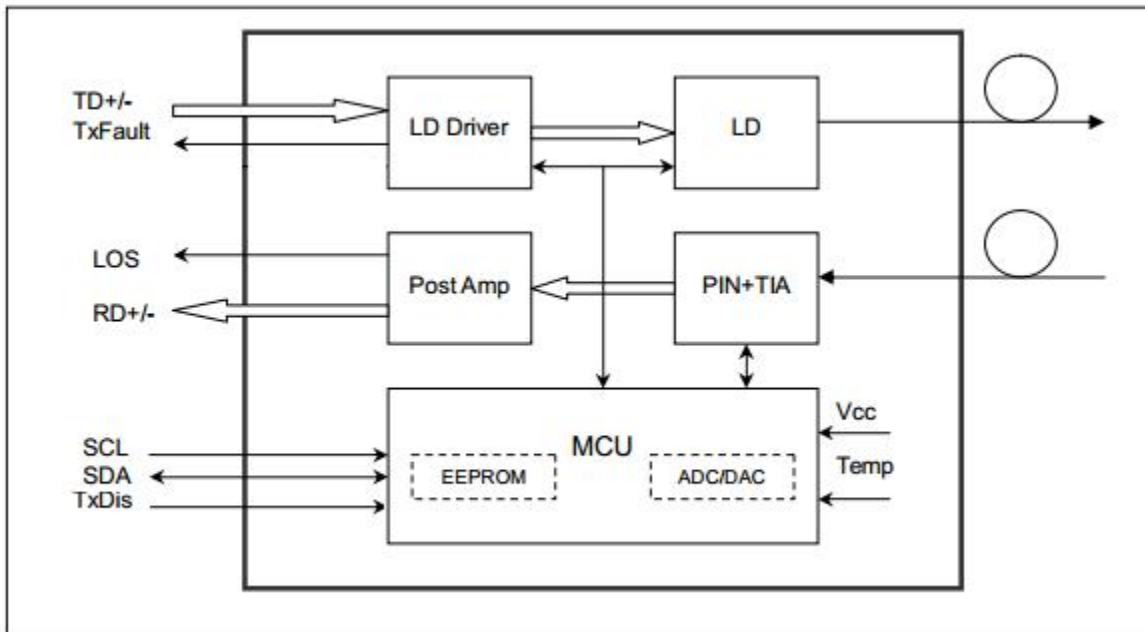 TD+/-
TxFault
LD Driver
LD
LOS
RD+/-
Post Amp
PIN+TIA
SCL
SDA
TxDis
MCU
EEPROM
ADC/DAC
Vcc
Temp